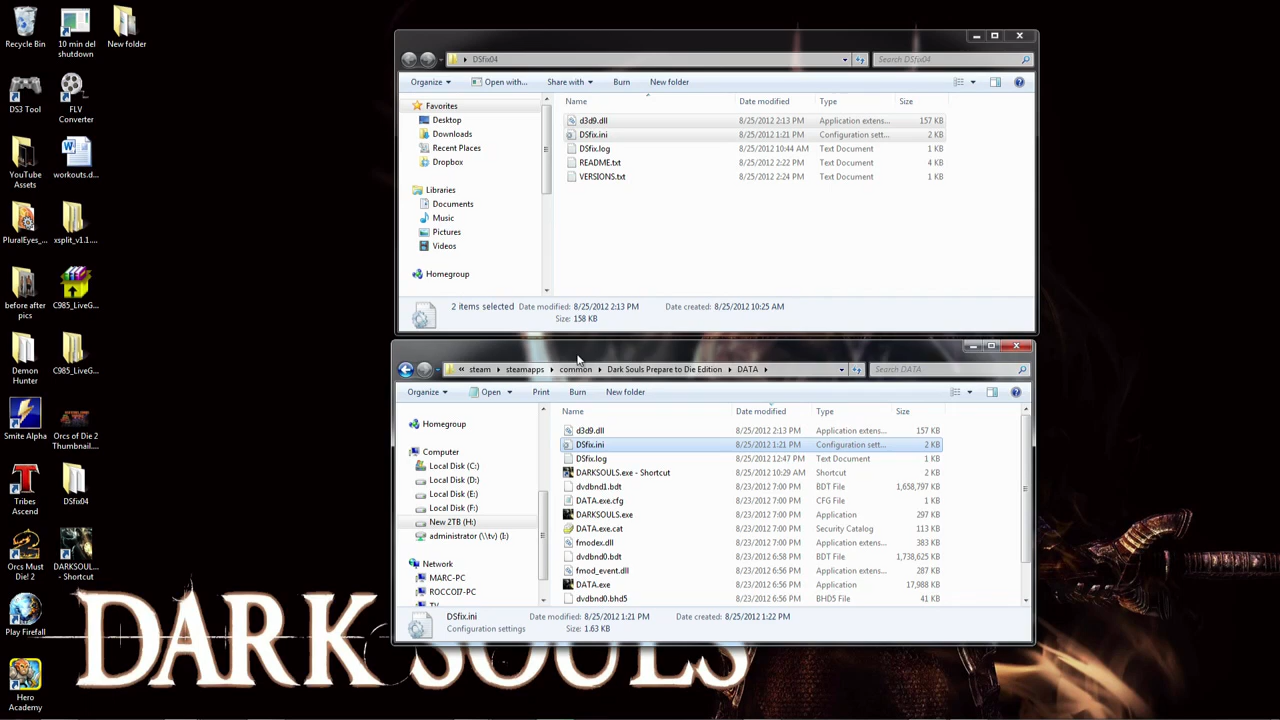 Recycle Bin
10 min del shutdown
New folder
DS3 Tool
FLV Converter
YouTube Assets
workouts.d...
PluralEyes_...
xsplit_v1.1....
before after pics
C985_LiveG...
Demon Hunter
C985_LiveG...
Smite Alpha
Orcs of Die 2 Thumbnail....
Tribes Ascend
DSfix04
Orcs Must Die! 2
DARKSOUL... - Shortcut
Play Firefall
Hero Academy
DARK SOULS
DSfix04
Search DSfix04
Organize
Open with...
Share with
Burn
New folder
Favorites
Desktop
Downloads
Recent Places
Dropbox
Libraries
Documents
Music
Pictures
Videos
Homegroup
Name Date modified Type Size
d3d9.dll 8/25/2012 2:13 PM Application extens... 157 KB
DSfix.ini 8/25/2012 1:21 PM Configuration sett... 2 KB
DSfix.log 8/25/2012 10:44 AM Text Document 1 KB
README.txt 8/25/2012 2:22 PM Text Document 4 KB
VERSIONS.txt 8/25/2012 2:24 PM Text Document 1 KB
2 items selected Date modified: 8/25/2012 2:13 PM Date created: 8/25/2012 10:25 AM
Size: 158 KB
« steam steamapps common Dark Souls Prepare to Die Edition DATA
Search DATA
Organize
Open
Print
Burn
New folder
Homegroup
Computer
Local Disk (C:)
Local Disk (D:)
Local Disk (E:)
Local Disk (F:)
New 2TB (H:)
administrator (\\tv) (I:)
Network
MARC-PC
ROCCOI7-PC
TV
Name Date modified Type Size
d3d9.dll 8/25/2012 2:13 PM Application extens... 157 KB
DSfix.ini 8/25/2012 1:21 PM Configuration sett... 2 KB
DSfix.log 8/25/2012 12:47 PM Text Document 1 KB
DARKSOULS.exe - Shortcut 8/25/2012 10:29 AM Shortcut 2 KB
dvdbnd1.bdt 8/23/2012 7:00 PM BDT File 1,658,797 KB
DATA.exe.cfg 8/23/2012 7:00 PM CFG File 1 KB
DARKSOULS.exe 8/23/2012 7:00 PM Application 297 KB
DATA.exe.cat 8/23/2012 7:00 PM Security Catalog 113 KB
fmodex.dll 8/23/2012 7:00 PM Application extens... 383 KB
dvdbnd0.bdt 8/23/2012 6:58 PM BDT File 1,738,625 KB
fmod_event.dll 8/23/2012 6:56 PM Application extens... 287 KB
DATA.exe 8/23/2012 6:56 PM Application 17,988 KB
dvdbnd0.bhd5 8/23/2012 6:56 PM BHD5 File 41 KB
DSfix.ini Date modified: 8/25/2012 1:21 PM Date created: 8/25/2012 1:22 PM
Configuration settings Size: 1.63 KB